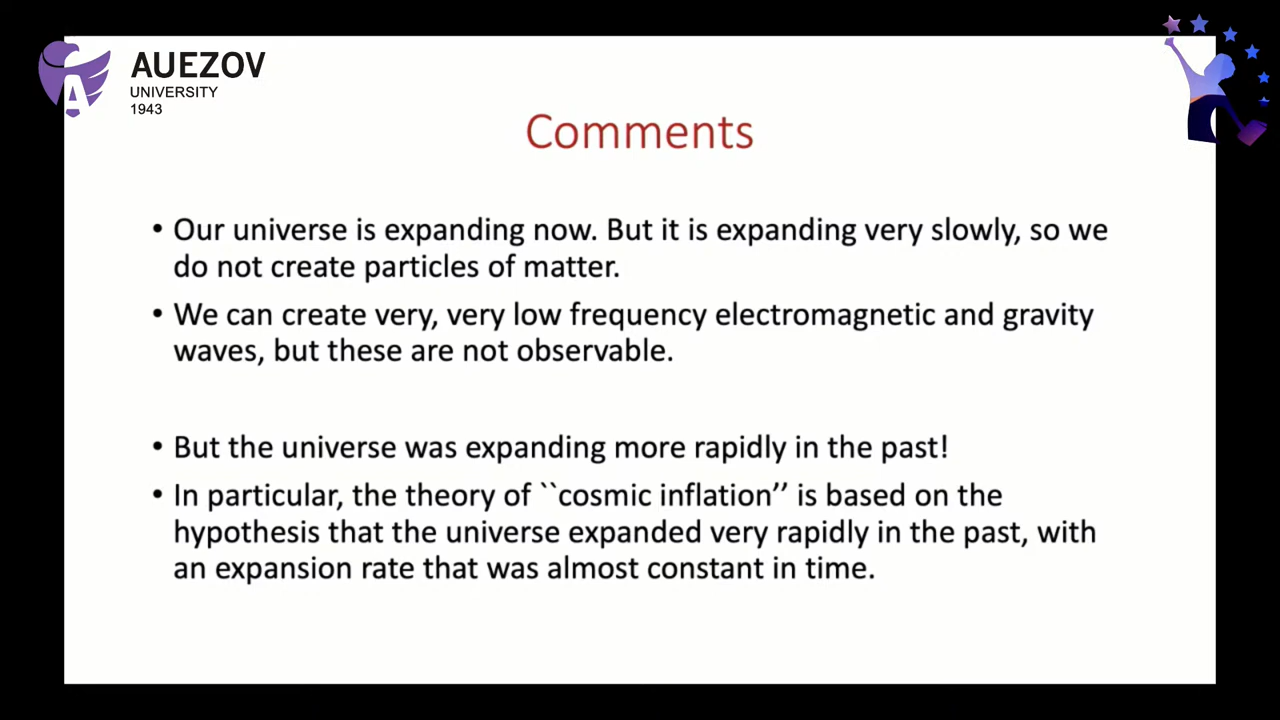 AUEZOV
UNIVERSITY
1943
Comments
• Our universe is expanding now. But it is expanding very slowly, so we
do not create particles of matter.
• We can create very, very low frequency electromagnetic and gravity
waves, but these are not observable.
• But the universe was expanding more rapidly in the past!
• In particular, the theory of ``cosmic inflation’’ is based on the
hypothesis that the universe expanded very rapidly in the past, with
an expansion rate that was almost constant in time.